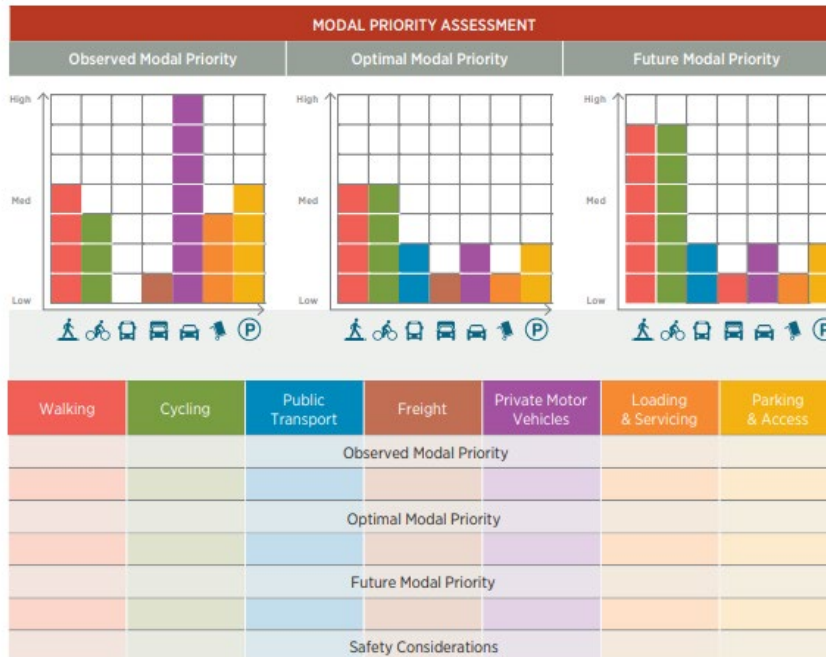 MODAL PRIORITY ASSESSMENT
Observed Modal Priority
Optimal Modal Priority
Future Modal Priority
High
Med
Low
P
High
Med
Low
P
High
Med
Low
P
Walking
Cycling
Public
Transport
Freight
Private Motor
Vehicles
Loading
& Servicing
Parking
& Access
Observed Modal Priority
Optimal Modal Priority
Future Modal Priority
Safety Considerations